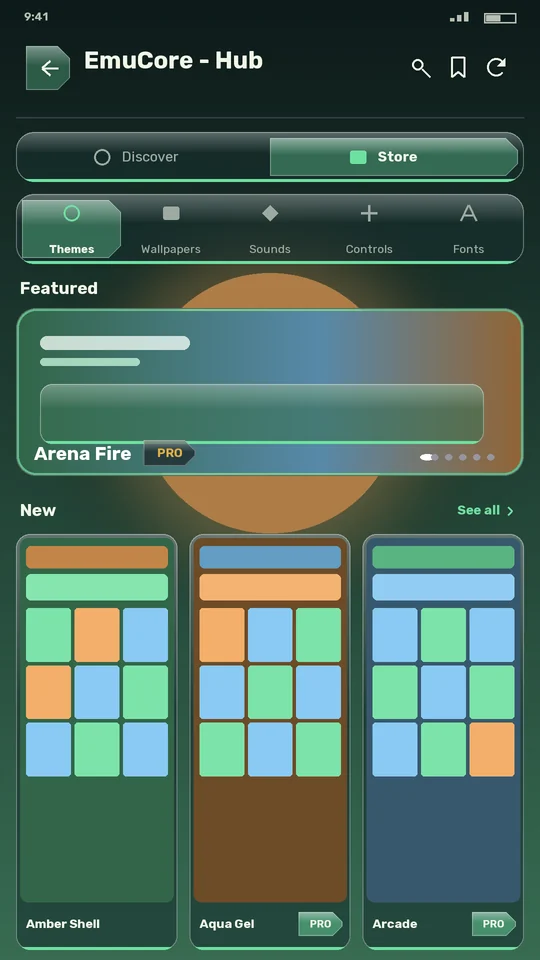 9:41
EmuCore - Hub
Discover
Store
Themes
Wallpapers
Sounds
Controls
Fonts
Featured
Arena Fire
PRO
New
See all
Amber Shell
Aqua Gel
PRO
Arcade
PRO